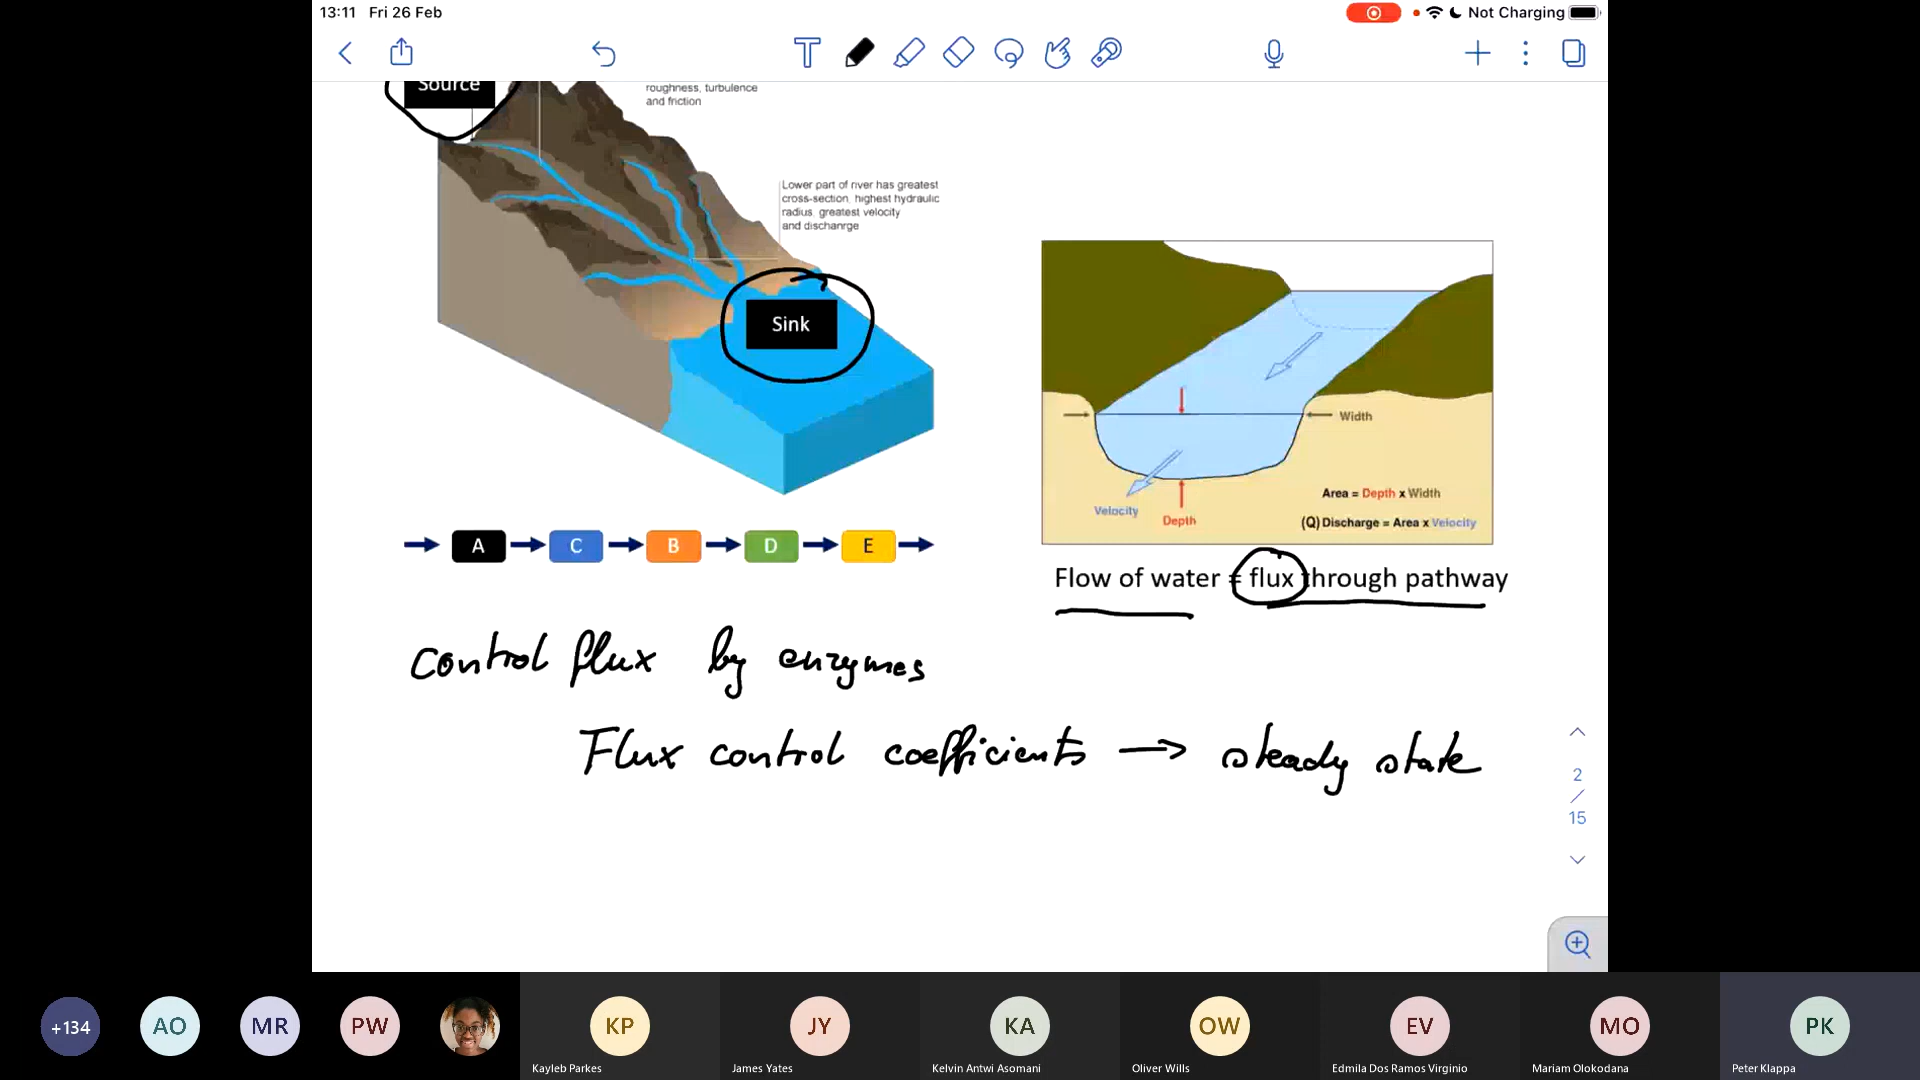 13:11 Fri 26 Feb
Not Charging
Source
roughness, turbulence
and friction
Lower part of river has greatest
cross-section, highest hydraulic
radius, greatest velocity
and dischanrge
Sink
Width
Velocity
Depth
Area = Depth x Width
(Q) Discharge = Area x Velocity
A C B D E
Flow of water = flux through pathway
control flux by enzymes
Flux control coefficients → steady state
2
/
15
+134
AO
MR
PW
KP
Kayleb Parkes
JY
James Yates
KA
Kelvin Antwi Asomani
OW
Oliver Wills
EV
Edmila Dos Ramos Virginio
MO
Mariam Olokodana
PK
Peter Klappa